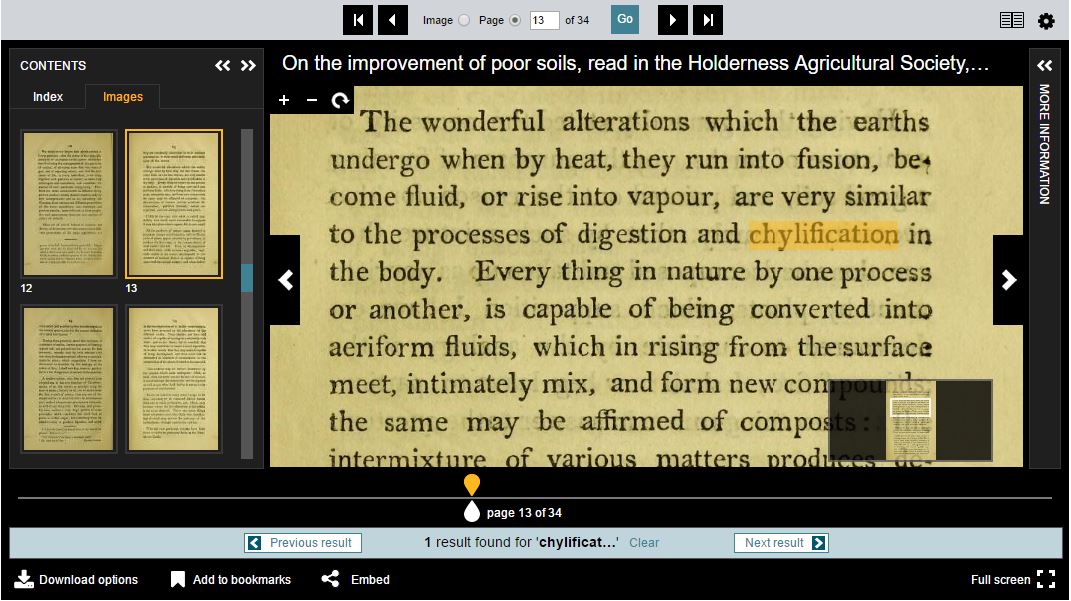 Image Page 13 of 34 Go
CONTENTS
Index Images
12 13
On the improvement of poor soils, read in the Holderness Agricultural Society,…
The wonderful alterations which the earths
undergo when by heat, they run into fusion, be-
come fluid, or rise into vapour, are very similar
to the processes of digestion and chylification in
the body. Every thing in nature by one process
or another, is capable of being converted into
aeriform fluids, which in rising from the surface
meet, intimately mix, and form new compounds,
the same may be affirmed of composts:
intermixture of various matters produces de-
MORE INFORMATION
page 13 of 34
Previous result 1 result found for 'chylificat...' Clear Next result
Download options Add to bookmarks Embed Full screen